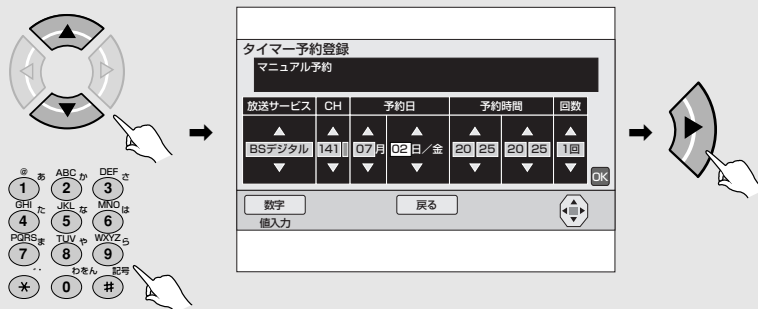 タイマー予約登録
マニュアル予約
放送サービス CH 予約日 予約時間 回数
BSデジタル 141 07月 02日/金 20 25 20 25 1回
OK
数字 戻る
値入力
@ あ ABC か DEF さ
1 2 3
GHI た JKL な MNO は
4 5 6
PQRS ま TUV や WXYZ ら
7 8 9
゛゜ わをん 記号
* 0 #